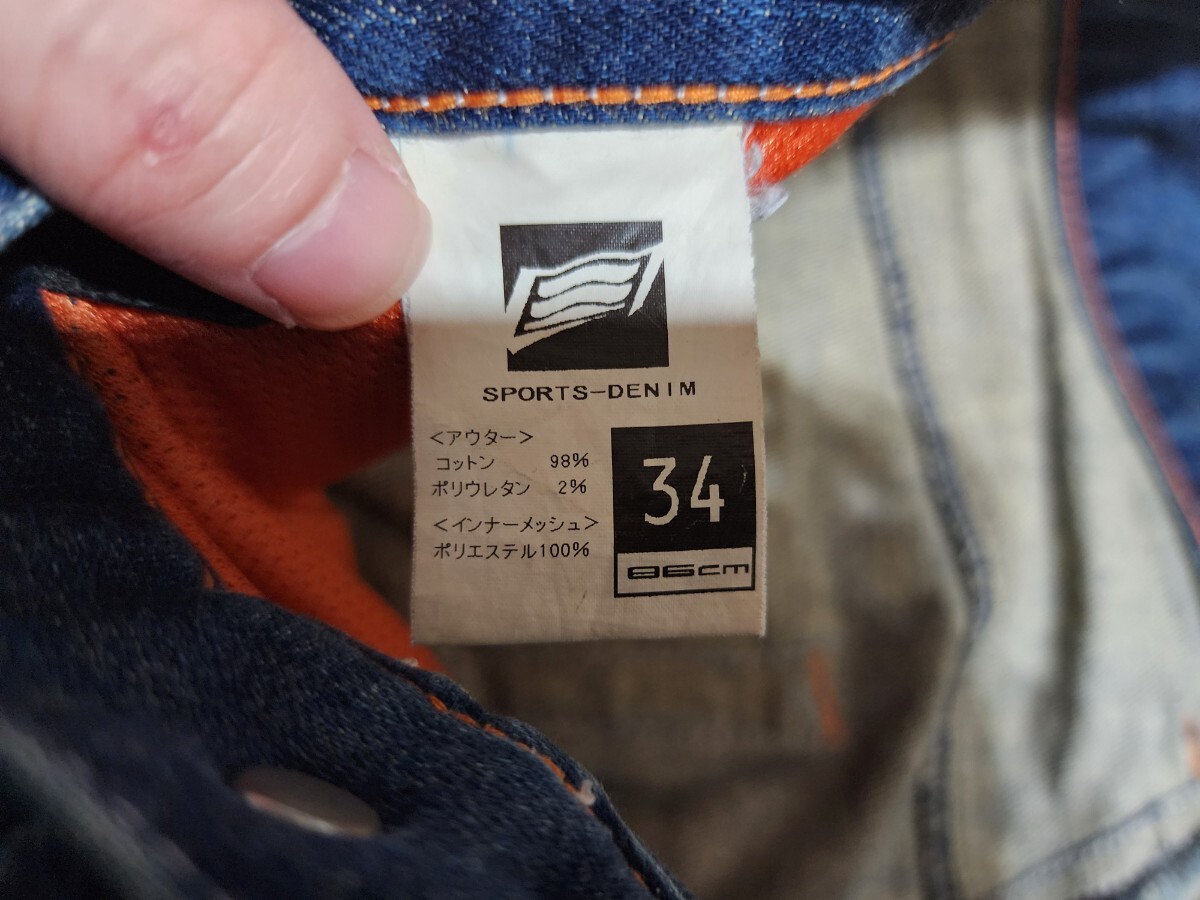 SPORTS-DENIM
<アウター>
コットン 98%
ポリウレタン 2%
<インナーメッシュ>
ポリエステル100%
34
86cm